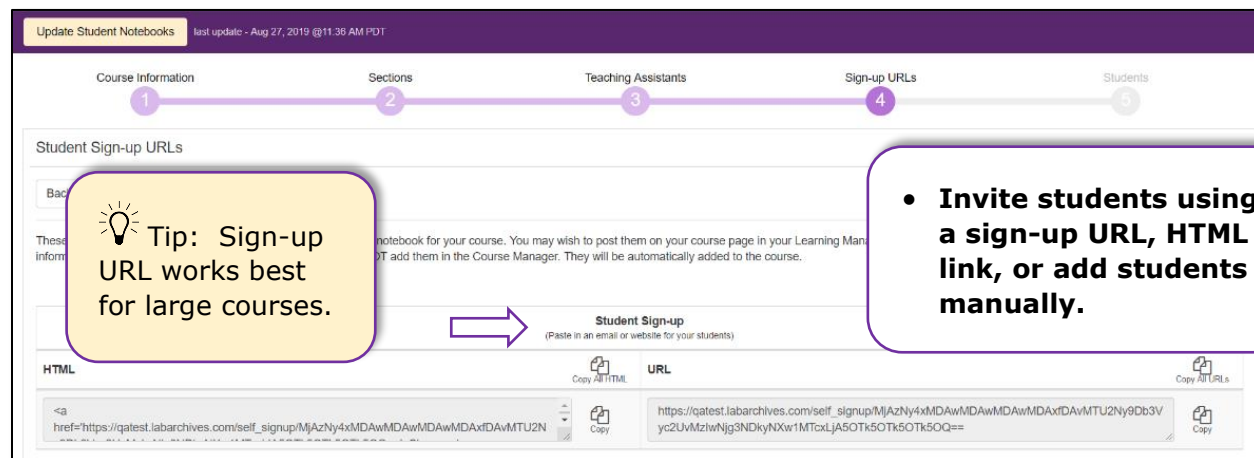 Update Student Notebooks last update - Aug 27, 2019 @11:36 AM PDT
Course Information Sections Teaching Assistants Sign-up URLs Students
1 2 3 4 5
Student Sign-up URLs
Bac
Tip: Sign-up
URL works best
for large courses.
• Invite students using
a sign-up URL, HTML
link, or add students
manually.
These notebook for your course. You may wish to post them on your course page in your Learning Mana
inform OT add them in the Course Manager. They will be automatically added to the course.
Student Sign-up
(Paste in an email or website for your students)
HTML Copy All HTML URL Copy All URLs
<a
href='https://qatest.labarchives.com/self_signup/MjAzNy4xMDAwMDAwMDAwMDAxfDAvMTU2N
Copy
https://qatest.labarchives.com/self_signup/MjAzNy4xMDAwMDAwMDAwMDAxfDAvMTU2Ny9Db3V
yc2UvMzIwNjg3NDkyNXw1MTcxLjA5OTk5OTk5OTk5OQ==
Copy